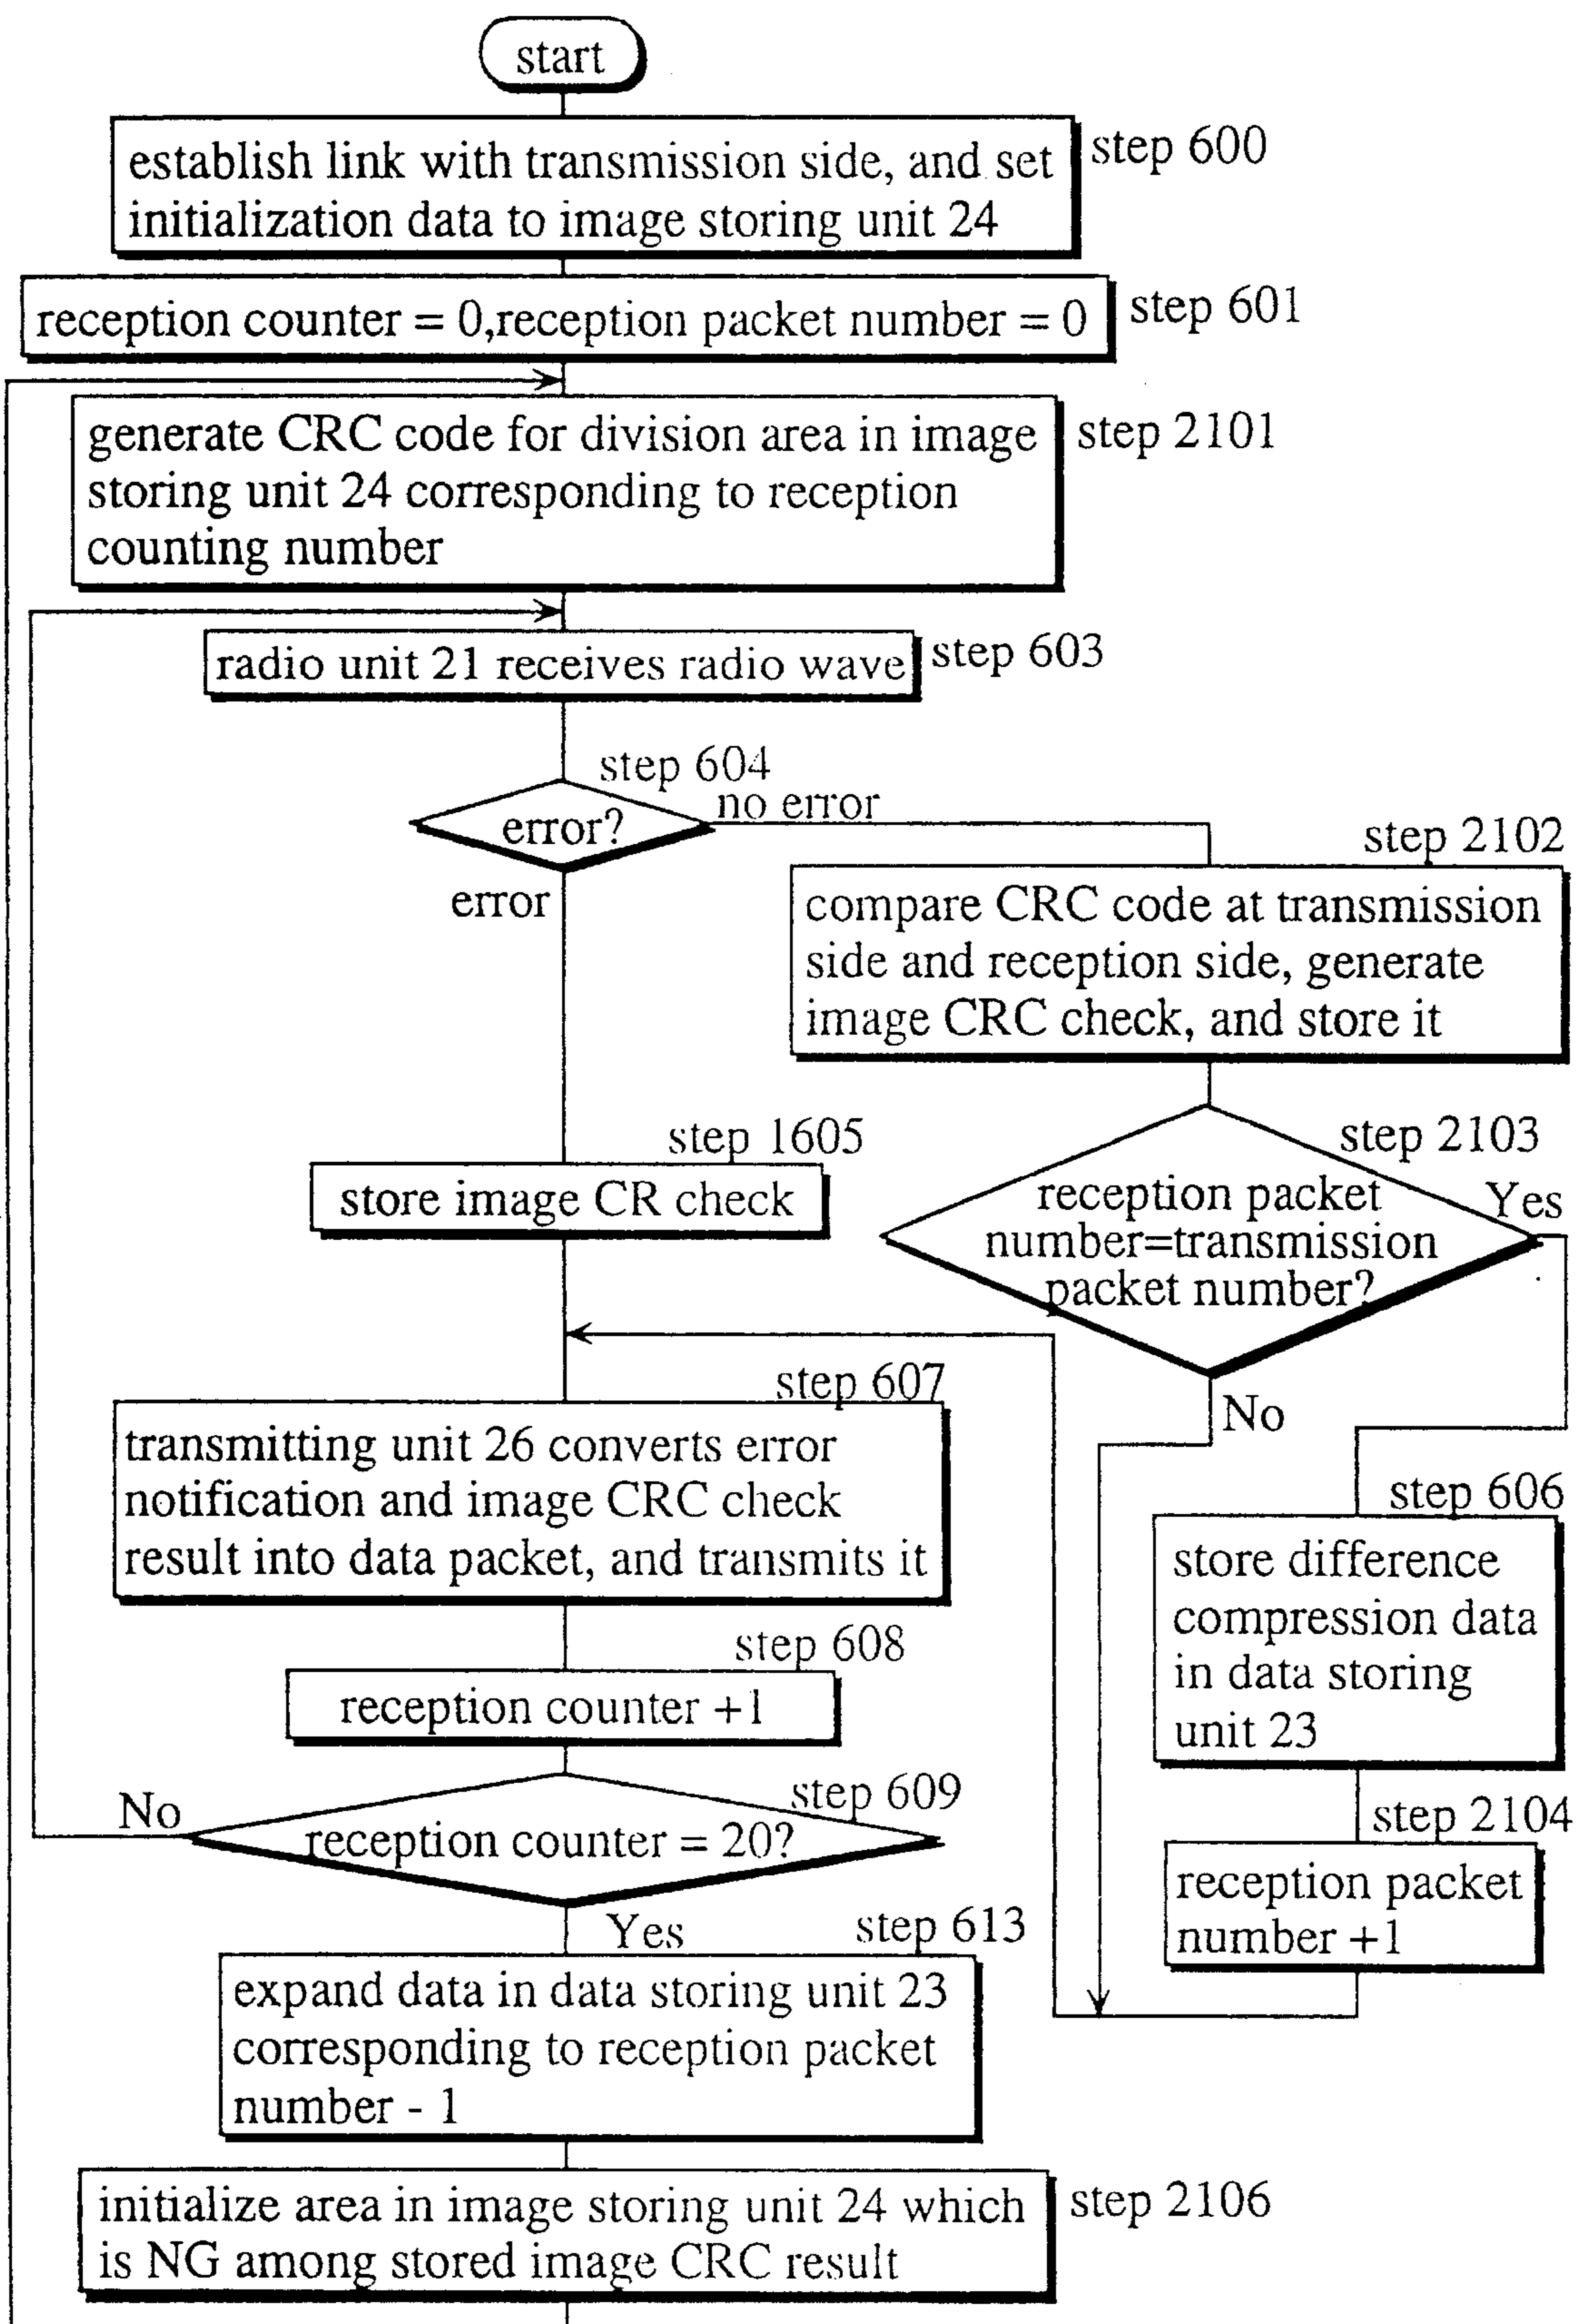 start
establish link with transmission side, and set
initialization data to image storing unit 24
step 600
reception counter = 0,reception packet number = 0
step 601
generate CRC code for division area in image
storing unit 24 corresponding to reception
counting number
step 2101
radio unit 21 receives radio wave
step 603
step 604
error?
no error
error
step 2102
compare CRC code at transmission
side and reception side, generate
image CRC check, and store it
step 1605
store image CR check
step 2103
reception packet
number=transmission
packet number?
Yes
No
step 607
transmitting unit 26 converts error
notification and image CRC check
result into data packet, and transmits it
step 606
store difference
compression data
in data storing
unit 23
step 608
reception counter +1
step 609
reception counter = 20?
No
Yes
step 2104
reception packet
number +1
step 613
expand data in data storing unit 23
corresponding to reception packet
number - 1
initialize area in image storing unit 24 which
is NG among stored image CRC result
step 2106